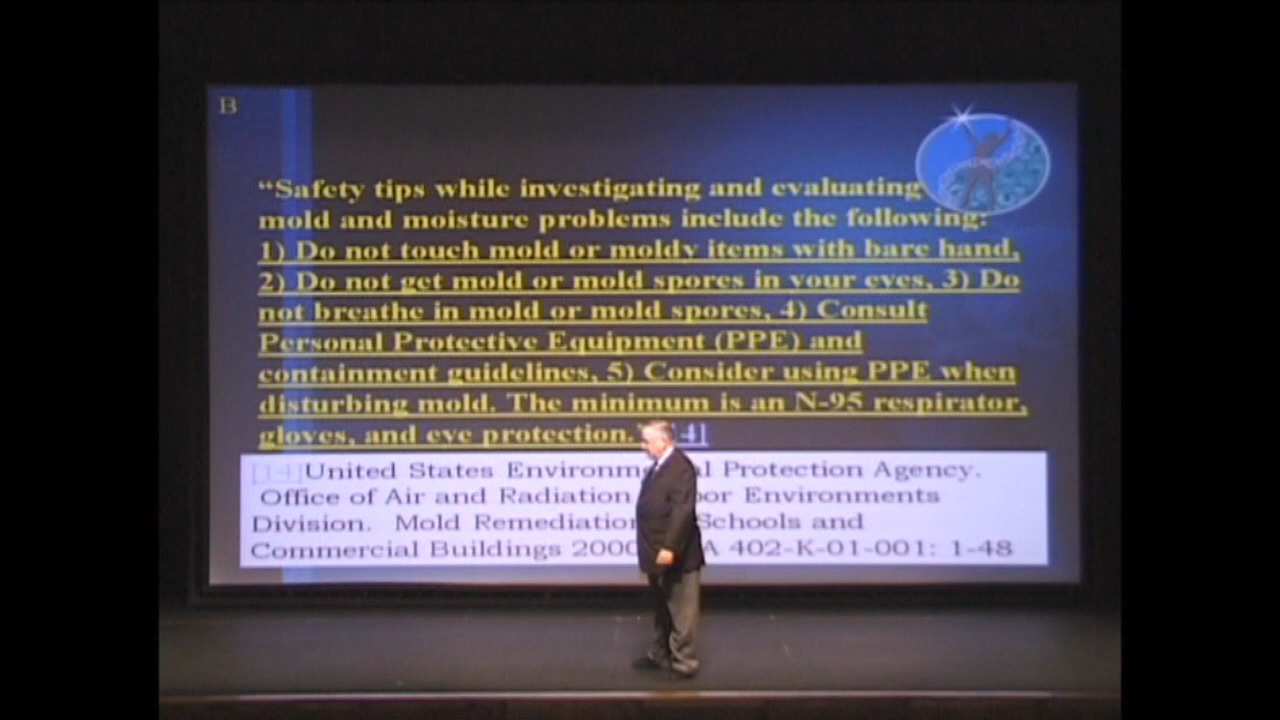 B
“Safety tips while investigating and evaluating
mold and moisture problems include the following:
1) Do not touch mold or moldy items with bare hand,
2) Do not get mold or mold spores in your eyes, 3) Do
not breathe in mold or mold spores, 4) Consult
Personal Protective Equipment (PPE) and
containment guidelines, 5) Consider using PPE when
disturbing mold. The minimum is an N-95 respirator,
gloves, and eye protection. 4]
[14]United States Environme al Protection Agency.
Office of Air and Radiation oor Environments
Division. Mold Remediation Schools and
Commercial Buildings 2000 A 402-K-01-001: 1-48